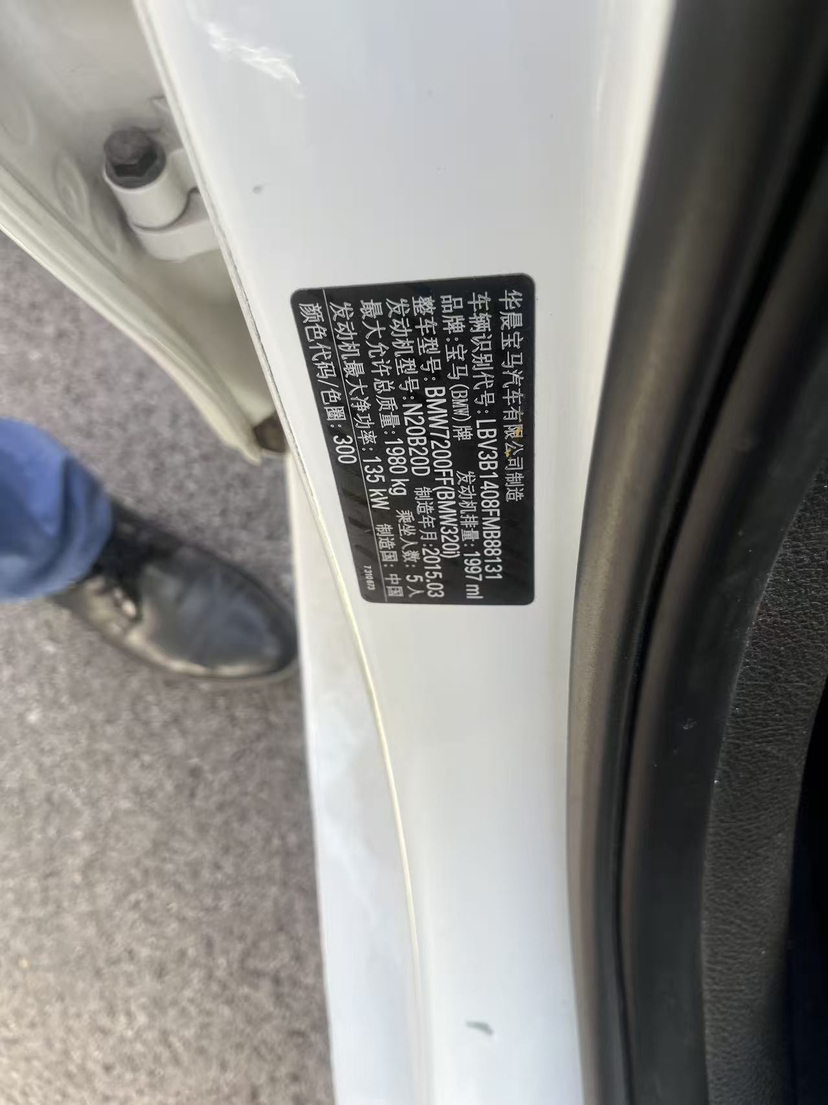 华晨宝马汽车有限公司制造
车辆识别代号:LBV3B1408FMB88131
品牌:宝马(BMW)牌 发动机排量:1997 ml
整车型号:BMW7200FF(BMW320i)
发动机型号:N20B20D 制造年月:2015.03
最大允许总质量:1980 kg 乘坐人数:5人
发动机最大净功率:135 kW 制造国:中国
颜色代码/色圈:300